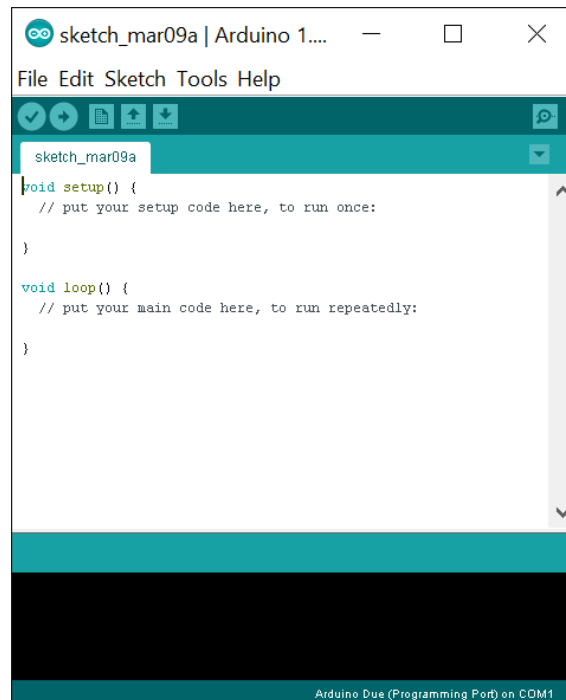 sketch_mar09a | Arduino 1....
File Edit Sketch Tools Help
sketch_mar09a
void setup() {
  // put your setup code here, to run once:
}
void loop() {
  // put your main code here, to run repeatedly:
}
Arduino Due (Programming Port) on COM1